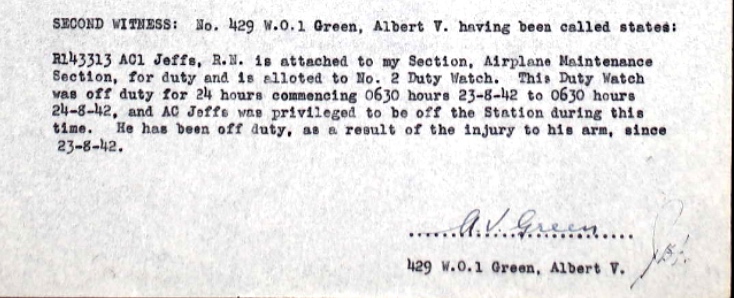 SECOND WITNESS: No. 429 W.O.1 Green, Albert V. having been called states:
R143313 AC1 Jeffs, R.N. is attached to my Section, Airplane Maintenance
Section, for duty and is alloted to No. 2 Duty Watch. This Duty Watch
was off duty for 24 hours commencing 0630 hours 23-8-42 to 0630 hours
24-8-42, and AC Jeffs was privileged to be off the Station during this
time. He has been off duty, as a result of the injury to his arm, since
23-8-42.
A.V. Green
429 W.O.1 Green, Albert V.